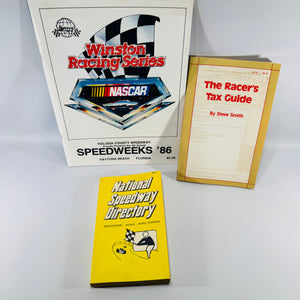 Winston
Racing Series
NASCAR
VOLUSIA COUNTY SPEEDWAY
SPEEDWEEKS '86
DAYTONA BEACH FLORIDA
The Racer's
Tax Guide
By Steve Smith
National
Speedway
Directory